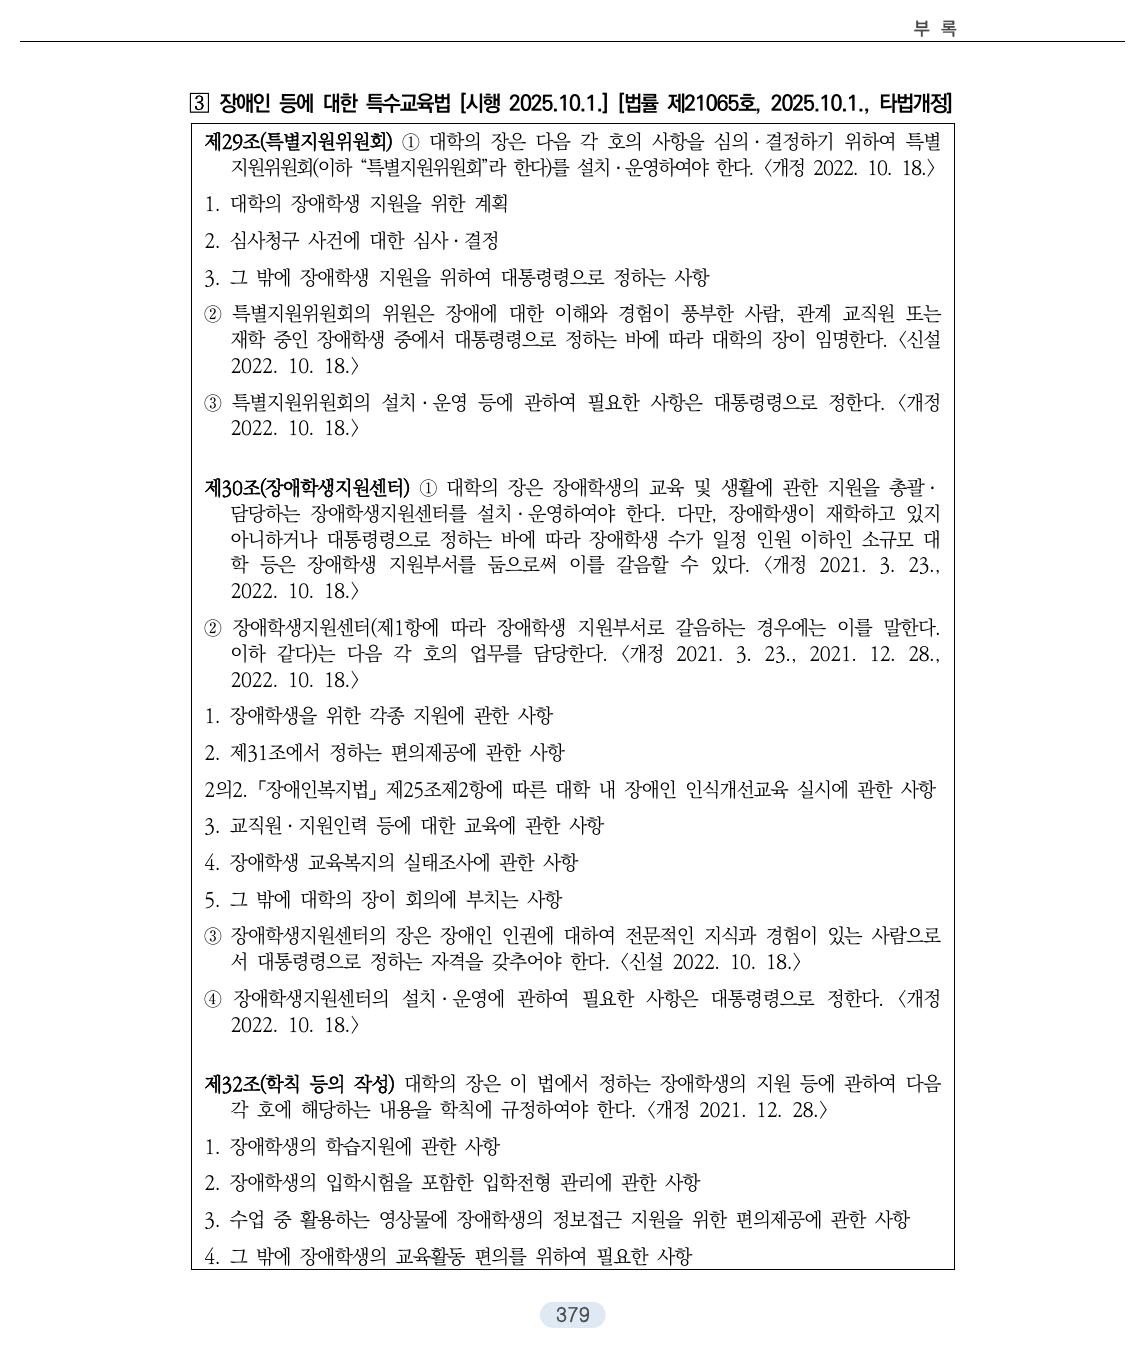 부 록
3 장애인 등에 대한 특수교육법 [시행 2025.10.1.] [법률 제21065호, 2025.10.1., 타법개정]
제29조(특별지원위원회) ① 대학의 장은 다음 각 호의 사항을 심의·결정하기 위하여 특별
지원위원회(이하 “특별지원위원회”라 한다)를 설치·운영하여야 한다. 〈개정 2022. 10. 18.〉
1. 대학의 장애학생 지원을 위한 계획
2. 심사청구 사건에 대한 심사·결정
3. 그 밖에 장애학생 지원을 위하여 대통령령으로 정하는 사항
② 특별지원위원회의 위원은 장애에 대한 이해와 경험이 풍부한 사람, 관계 교직원 또는
재학 중인 장애학생 중에서 대통령령으로 정하는 바에 따라 대학의 장이 임명한다. 〈신설
2022. 10. 18.〉
③ 특별지원위원회의 설치·운영 등에 관하여 필요한 사항은 대통령령으로 정한다. 〈개정
2022. 10. 18.〉
제30조(장애학생지원센터) ① 대학의 장은 장애학생의 교육 및 생활에 관한 지원을 총괄·
담당하는 장애학생지원센터를 설치·운영하여야 한다. 다만, 장애학생이 재학하고 있지
아니하거나 대통령령으로 정하는 바에 따라 장애학생 수가 일정 인원 이하인 소규모 대
학 등은 장애학생 지원부서를 둠으로써 이를 갈음할 수 있다. 〈개정 2021. 3. 23.,
2022. 10. 18.〉
② 장애학생지원센터(제1항에 따라 장애학생 지원부서로 갈음하는 경우에는 이를 말한다.
이하 같다)는 다음 각 호의 업무를 담당한다. 〈개정 2021. 3. 23., 2021. 12. 28.,
2022. 10. 18.〉
1. 장애학생을 위한 각종 지원에 관한 사항
2. 제31조에서 정하는 편의제공에 관한 사항
2의2.「장애인복지법」제25조제2항에 따른 대학 내 장애인 인식개선교육 실시에 관한 사항
3. 교직원·지원인력 등에 대한 교육에 관한 사항
4. 장애학생 교육복지의 실태조사에 관한 사항
5. 그 밖에 대학의 장이 회의에 부치는 사항
③ 장애학생지원센터의 장은 장애인 인권에 대하여 전문적인 지식과 경험이 있는 사람으로
서 대통령령으로 정하는 자격을 갖추어야 한다. 〈신설 2022. 10. 18.〉
④ 장애학생지원센터의 설치·운영에 관하여 필요한 사항은 대통령령으로 정한다. 〈개정
2022. 10. 18.〉
제32조(학칙 등의 작성) 대학의 장은 이 법에서 정하는 장애학생의 지원 등에 관하여 다음
각 호에 해당하는 내용을 학칙에 규정하여야 한다. 〈개정 2021. 12. 28.〉
1. 장애학생의 학습지원에 관한 사항
2. 장애학생의 입학시험을 포함한 입학전형 관리에 관한 사항
3. 수업 중 활용하는 영상물에 장애학생의 정보접근 지원을 위한 편의제공에 관한 사항
4. 그 밖에 장애학생의 교육활동 편의를 위하여 필요한 사항
379